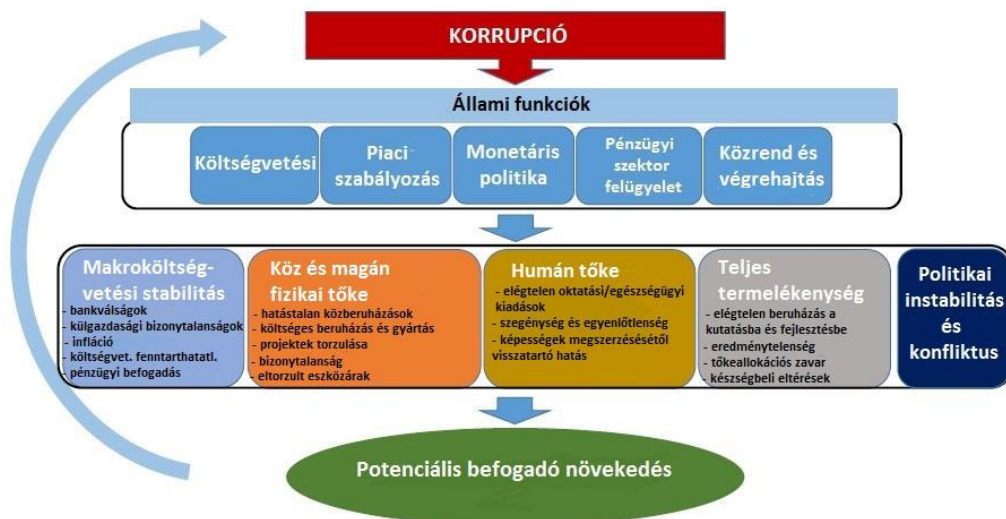 KORRUPCIÓ
Állami funkciók
Költségvetési
Piaci
szabályozás
Monetáris
politika
Pénzügyi
szektor
felügyelet
Közrend és
végrehajtás
Makroköltség-
vetési stabilitás
- bankválságok
- külgazdasági bizonytalanságok
- infláció
- költségvet. fenntarthatatl.
- pénzügyi befogadás
Köz és magán
fizikai tőke
- hatástalan közberuházások
- költséges beruházás és gyártás
- projektek torzulása
- bizonytalanság
- eltorzult eszközárak
Humán tőke
- elégtelen oktatási/egészségügyi
kiadások
- szegénység és egyenlőtlenség
- képességek megszerzésésétől
visszatartó hatás
Teljes
termelékenység
- elégtelen beruházás a
kutatásba és fejlesztésbe
- eredménytelenség
- tőkeallokációs zavar
- készségbeli eltérések
Politikai
instabilitás
és
konfliktus
Potenciális befogadó növekedés